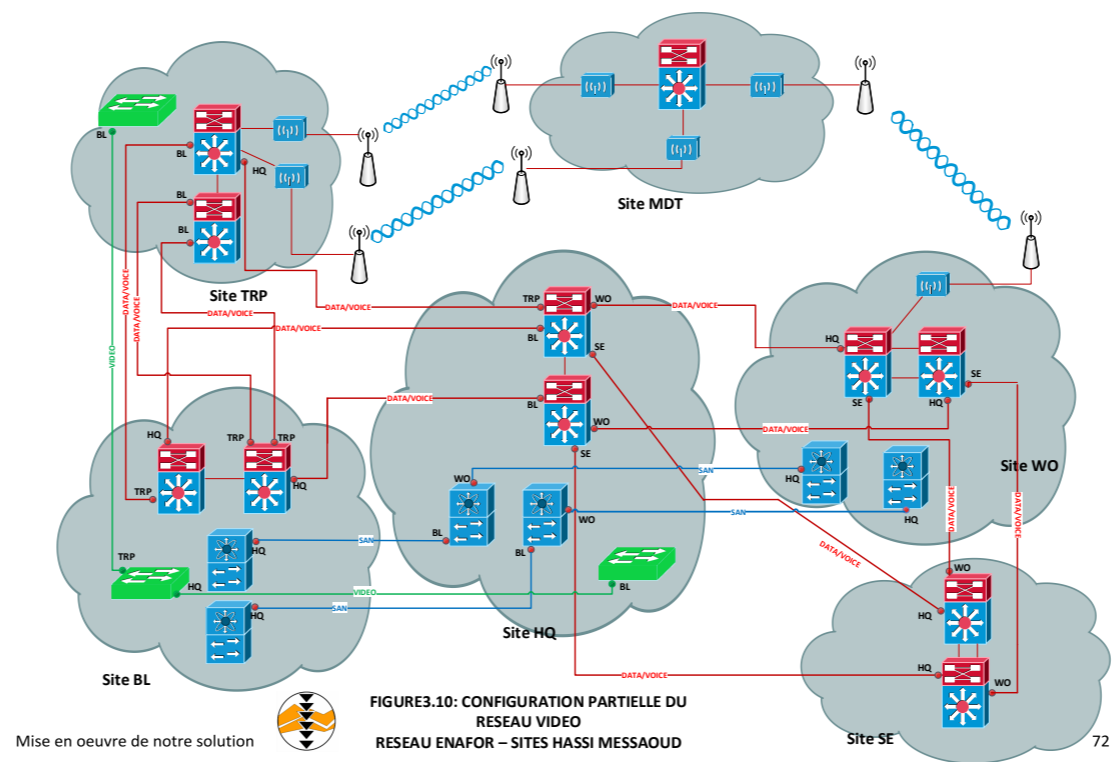 BL
BL
HQ
BL
BL
Site TRP
Site MDT
DATA/VOICE
DATA/VOICE
DATA/VOICE
DATA/VOICE
DATA/VOICE
VIDEO
TRP
WO
BL
SE
DATA/VOICE
HQ
SE
SE
HQ
BL
WO
SE
DATA/VOICE
DATA/VOICE
HQ
TRP
TRP
HQ
TRP
Site WO
WO
SAN
HQ
BL
WO
SAN
HQ
BL
HQ
SAN
DATA/VOICE
DATA/VOICE
DATA/VOICE
TRP
HQ
VIDEO
BL
HQ
SAN
WO
HQ
Site HQ
DATA/VOICE
HQ
WO
Site BL
Site SE
FIGURE3.10: CONFIGURATION PARTIELLE DU
RESEAU VIDEO
RESEAU ENAFOR – SITES HASSI MESSAOUD
Mise en oeuvre de notre solution
72